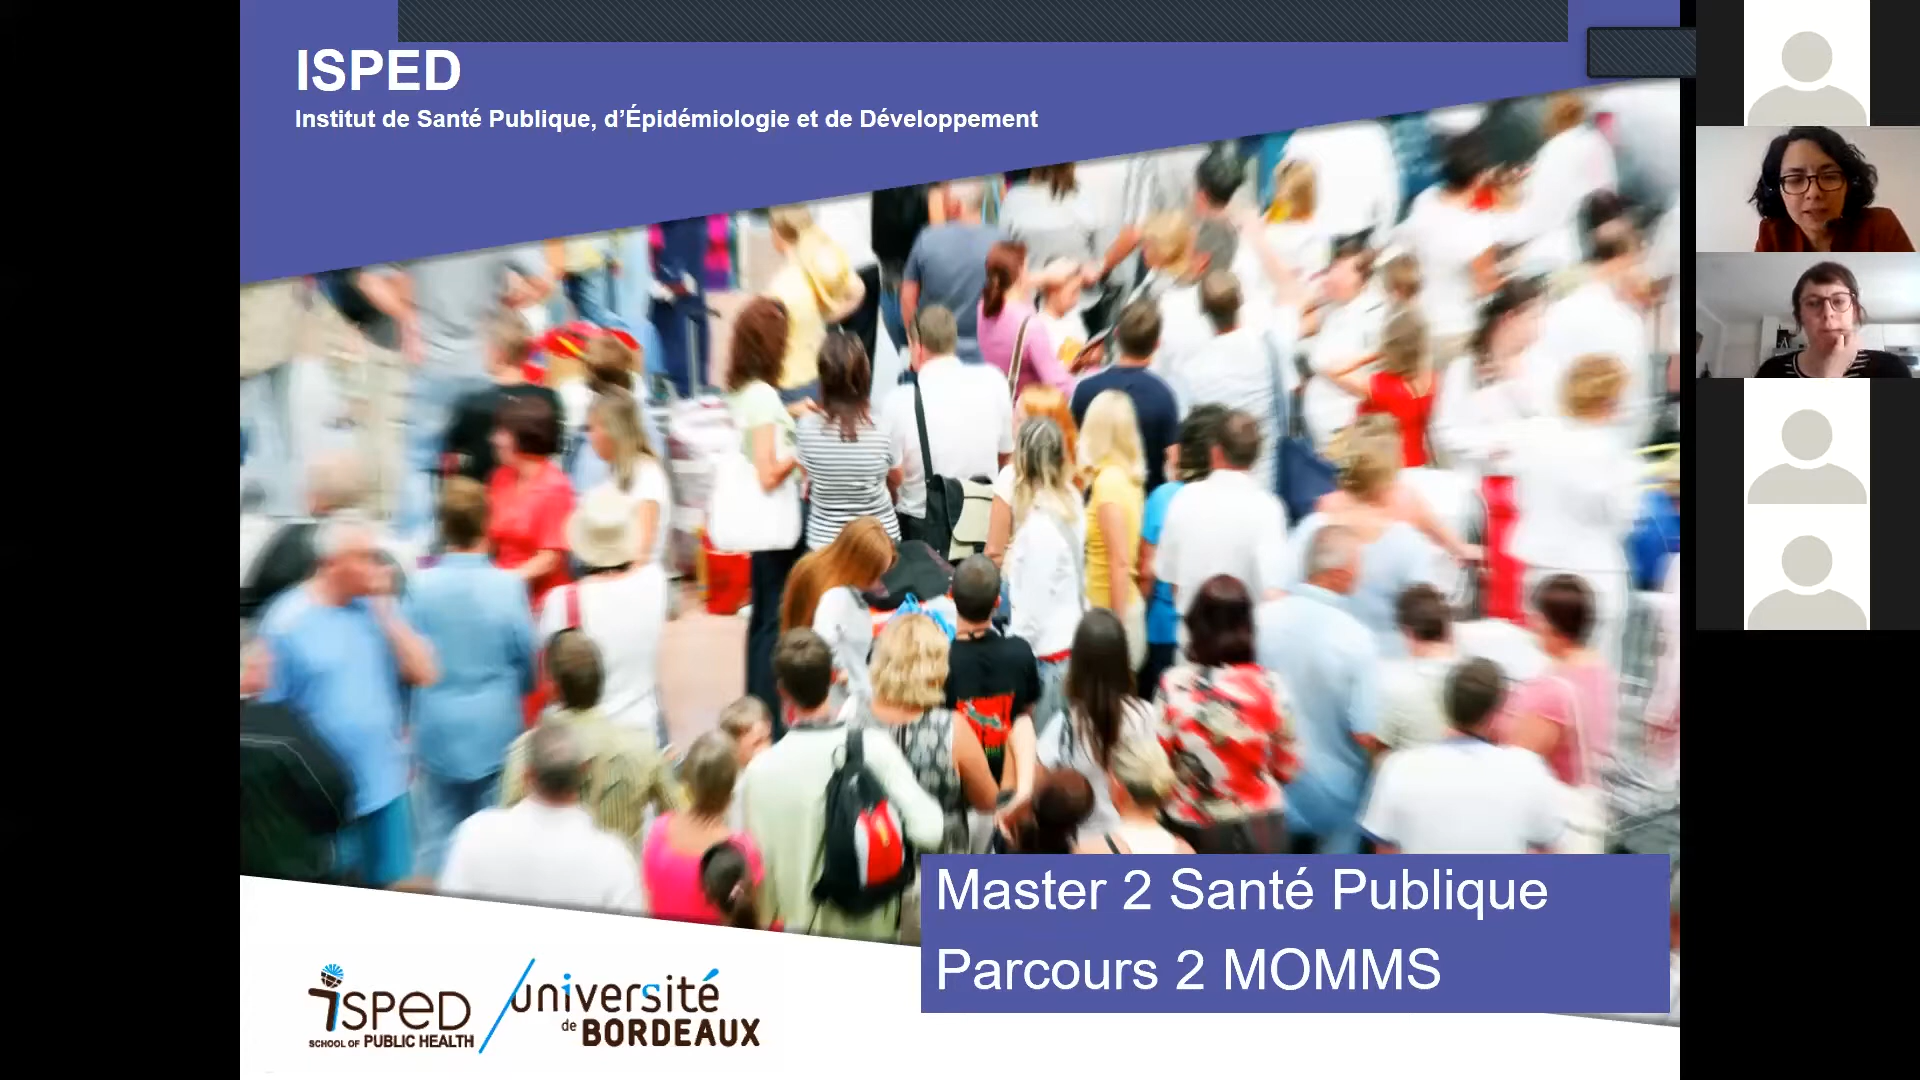 ISPED
Institut de Santé Publique, d’Épidémiologie et de Développement
Master 2 Santé Publique
Parcours 2 MOMMS
ISPED
SCHOOL OF PUBLIC HEALTH
université
de BORDEAUX